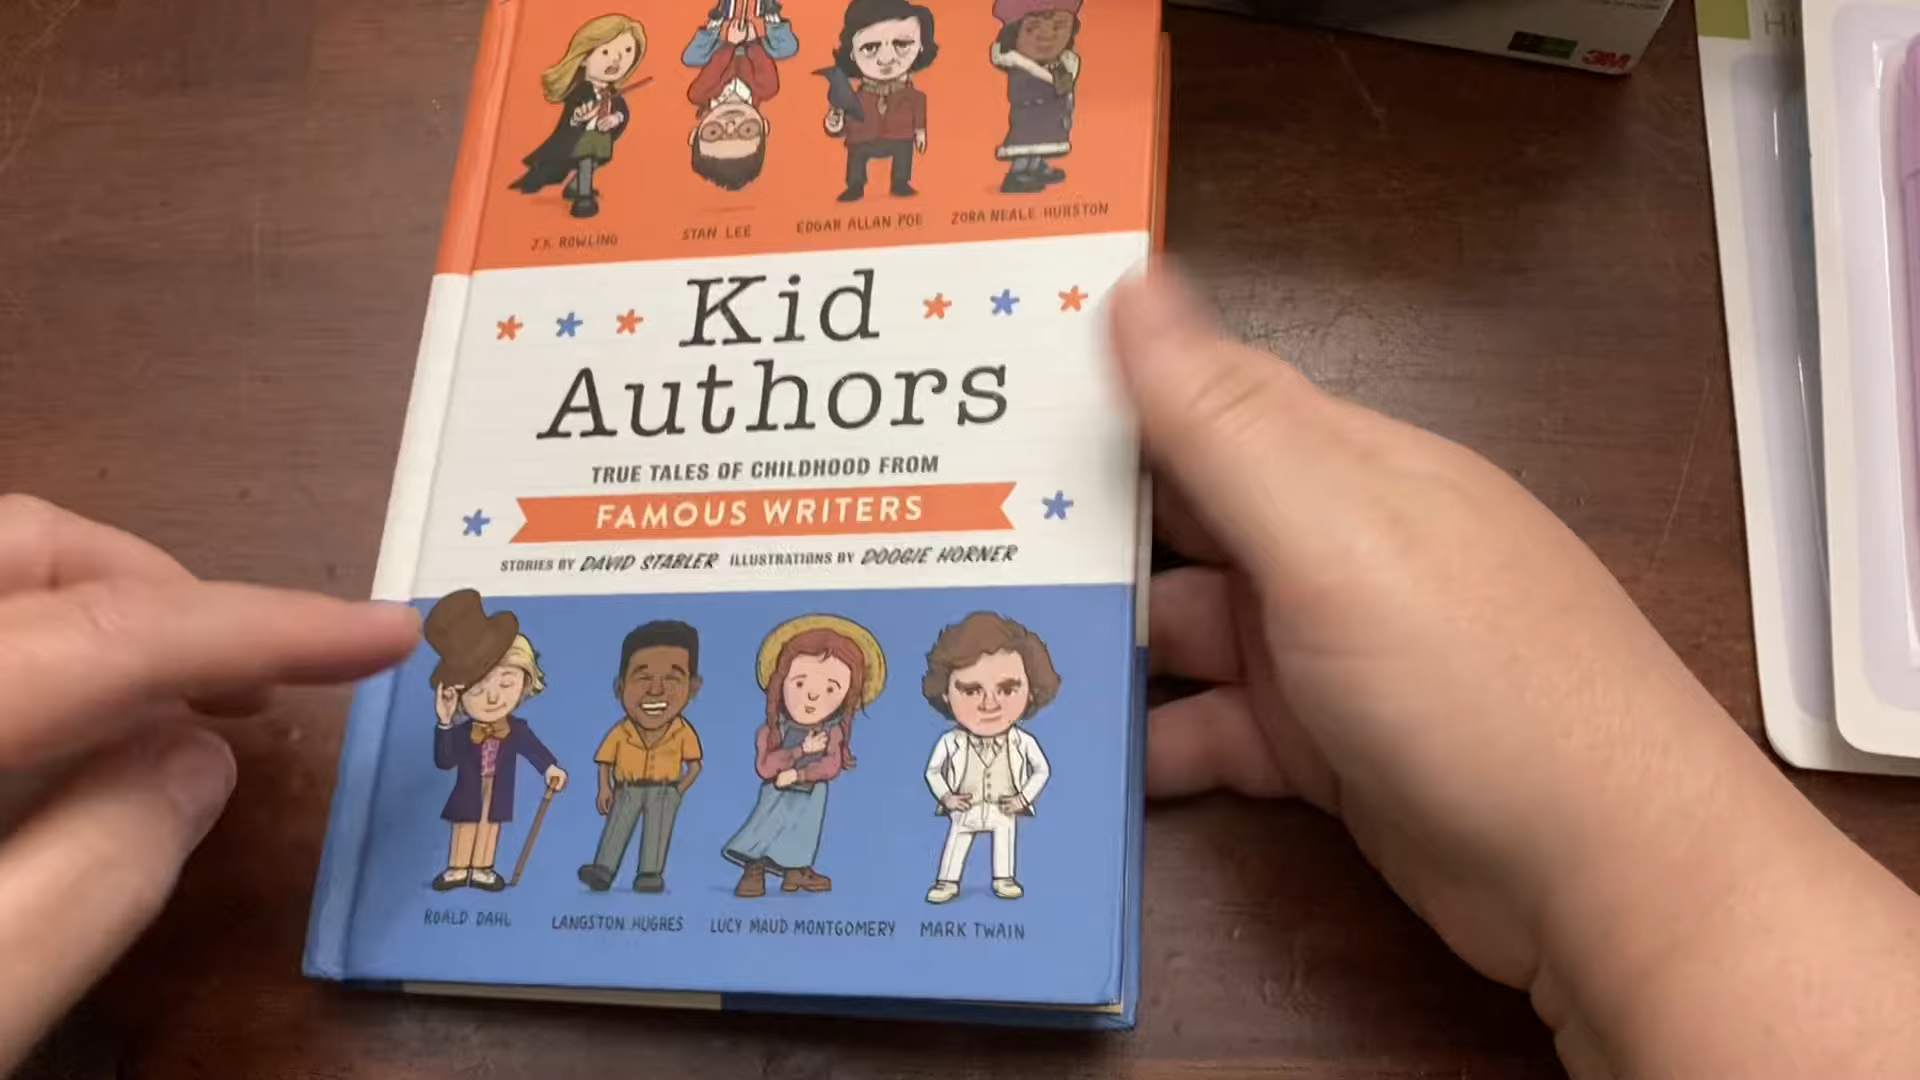 J.K. ROWLING STAN LEE EDGAR ALLAN POE ZORA NEALE HURSTON
Kid
Authors
TRUE TALES OF CHILDHOOD FROM
FAMOUS WRITERS
STORIES BY DAVID STABLER ILLUSTRATIONS BY DOOGIE HORNER
ROALD DAHL LANGSTON HUGHES LUCY MAUD MONTGOMERY MARK TWAIN
3M